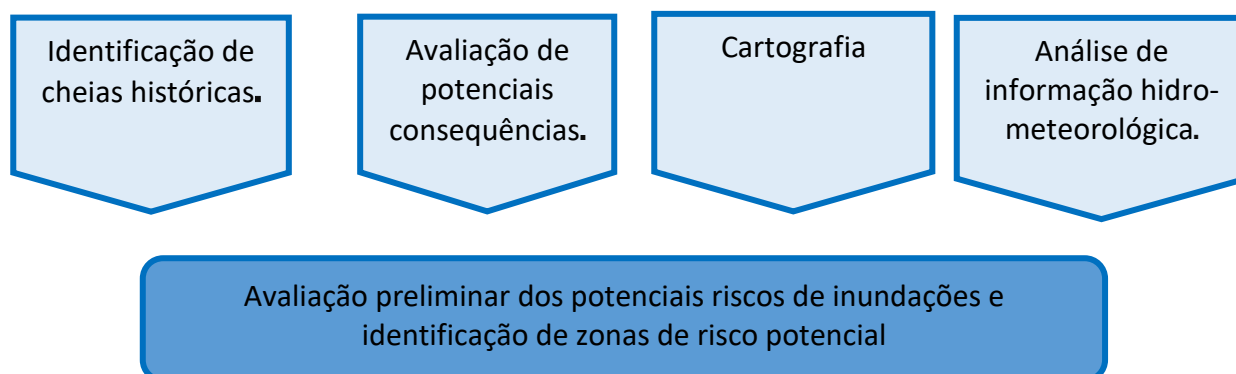 Identificação de
cheias históricas.
Avaliação de
potenciais
consequências.
Cartografia
Análise de
informação hidro-
meteorológica.
Avaliação preliminar dos potenciais riscos de inundações e
identificação de zonas de risco potencial